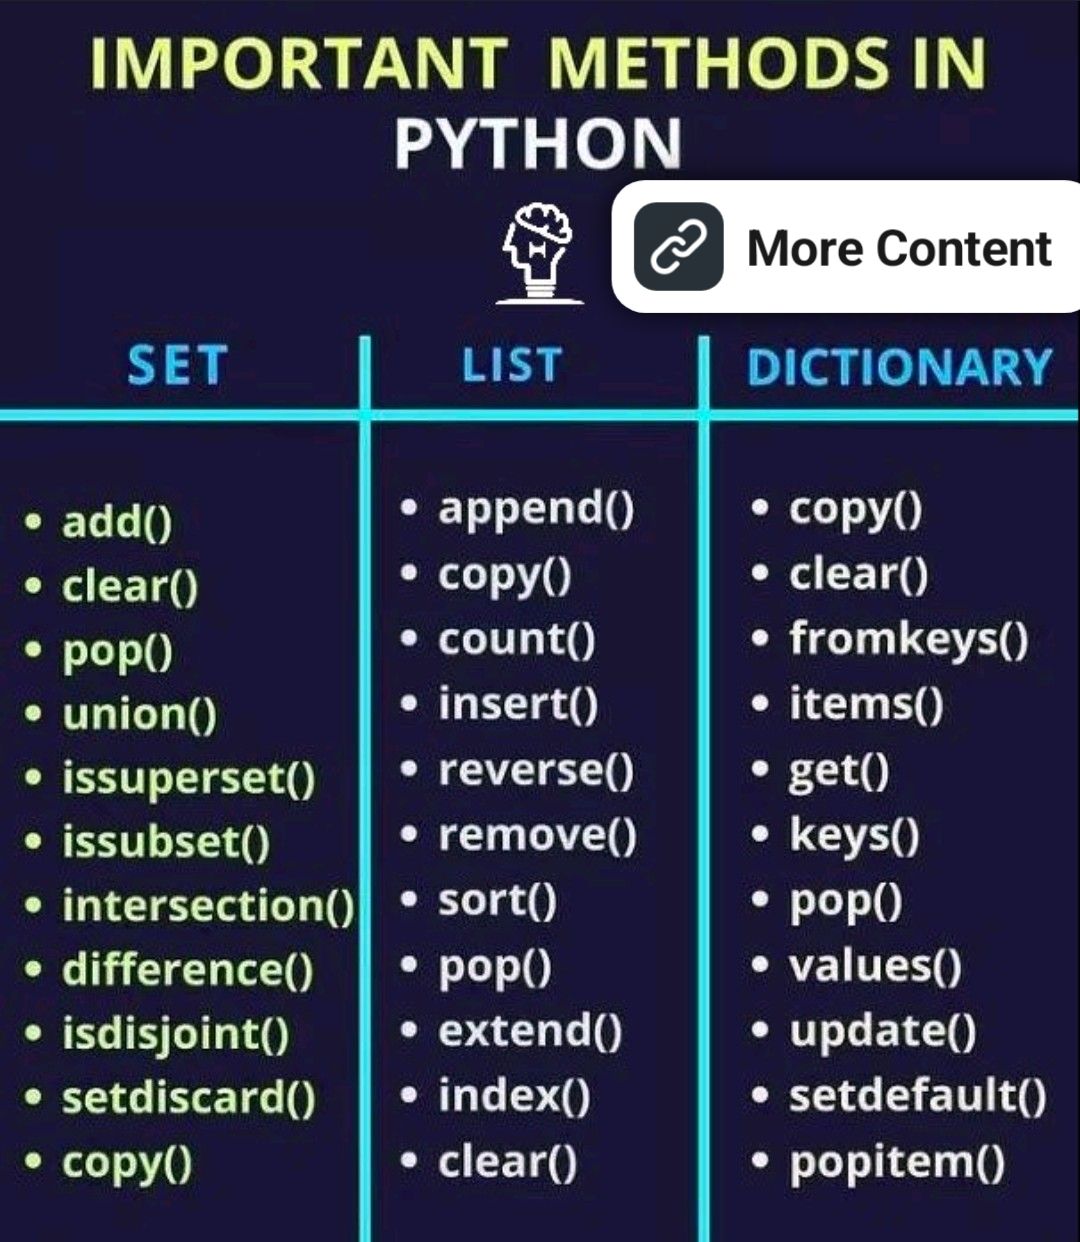 IMPORTANT METHODS IN
PYTHON
More Content
SET
add()
clear()
pop()
union()
issuperset()
issubset()
intersection()
difference()
isdisjoint()
setdiscard()
copy()
LIST
append()
copy()
count()
insert()
reverse()
remove()
sort()
pop()
extend()
index()
clear()
DICTIONARY
copy()
clear()
fromkeys()
items()
get()
keys()
pop()
values()
update()
setdefault()
popitem()